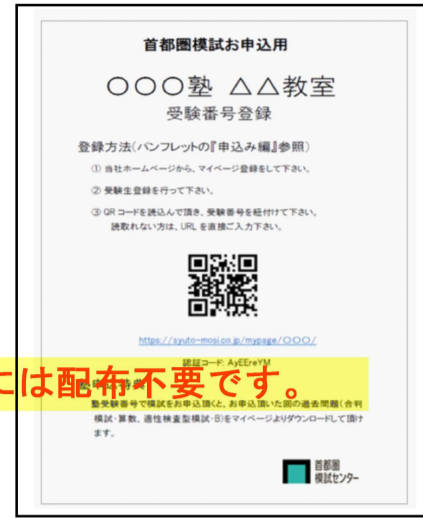 首都圏模試お申込用
〇〇〇塾 △△教室
受験番号登録
登録方法(パンフレットの『申込み編』参照)
① 当社ホームページから、マイページ登録をして下さい。
② 受験生登録を行って下さい。
③ QRコードを読込んで頂き、受験番号を紐付けて下さい。
読取れない方は、URLを直接ご入力下さい。
https://syuto-mosi.co.jp/mypage/〇〇〇/
認証コード: AyEEreYM
には配布不要です。
塾受験番号で模試をお申込頂くと、お申込頂いた回の過去問題(合判
模試・算数、適性検査型模試・B)をマイページよりダウンロードして頂け
ます。
首都圏
模試センター